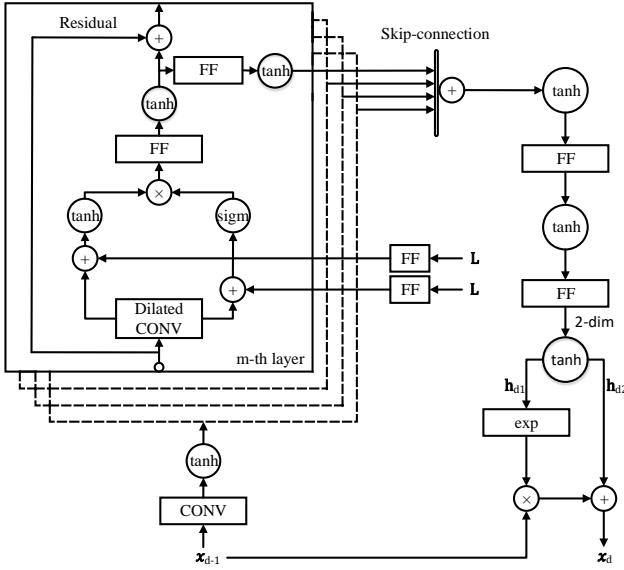 Residual
+
FF
tanh
tanh
FF
×
tanh
sigm
+
+
Dilated
CONV
m-th layer
FF
L
FF
L
Skip-connection
+
tanh
FF
tanh
FF
2-dim
tanh
h_d1
h_d2
exp
×
+
x_d
tanh
CONV
x_d-1